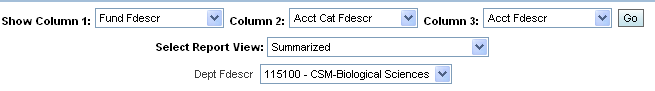 Show Column 1: Fund Fdescr Column 2: Acct Cat Fdescr Column 3: Acct Fdescr Go
Select Report View: Summarized
Dept Fdescr 115100 - CSM-Biological Sciences